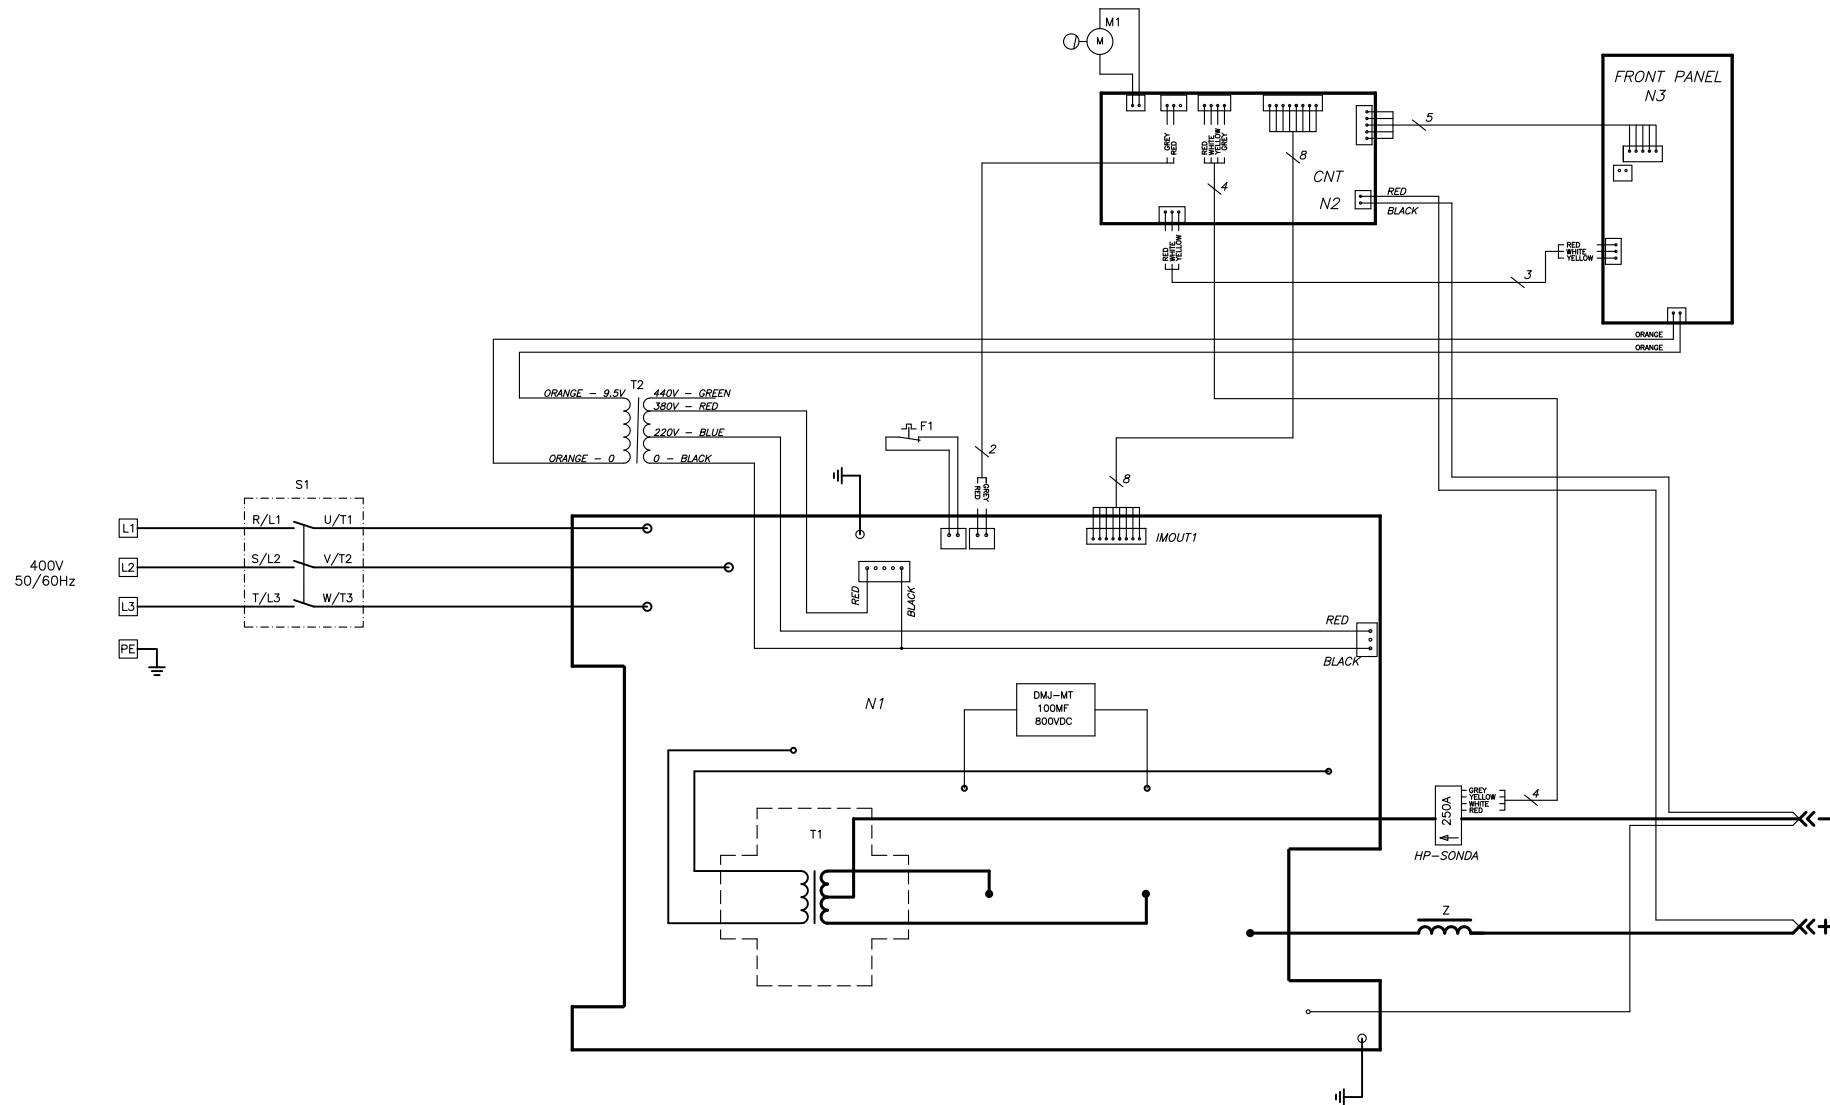 M1
M
FRONT PANEL
N3
5
GREY
RED
RED
WHITE
YELLOW
GREY
8
CNT
4
N2
RED
BLACK
RED
WHITE
YELLOW
RED
WHITE
YELLOW
3
ORANGE
ORANGE
T2
ORANGE - 9.5V
440V - GREEN
380V - RED
220V - BLUE
ORANGE - 0
0 - BLACK
F1
2
8
RED
GREY
S1
L1
R/L1
U/T1
IMOUT1
400V
50/60Hz
L2
S/L2
V/T2
L3
T/L3
W/T3
RED
BLACK
RED
PE
BLACK
N1
DMJ-MT
100MF
800VDC
250A
GREY
YELLOW
WHITE
RED
4
T1
−
HP-SONDA
Z
+